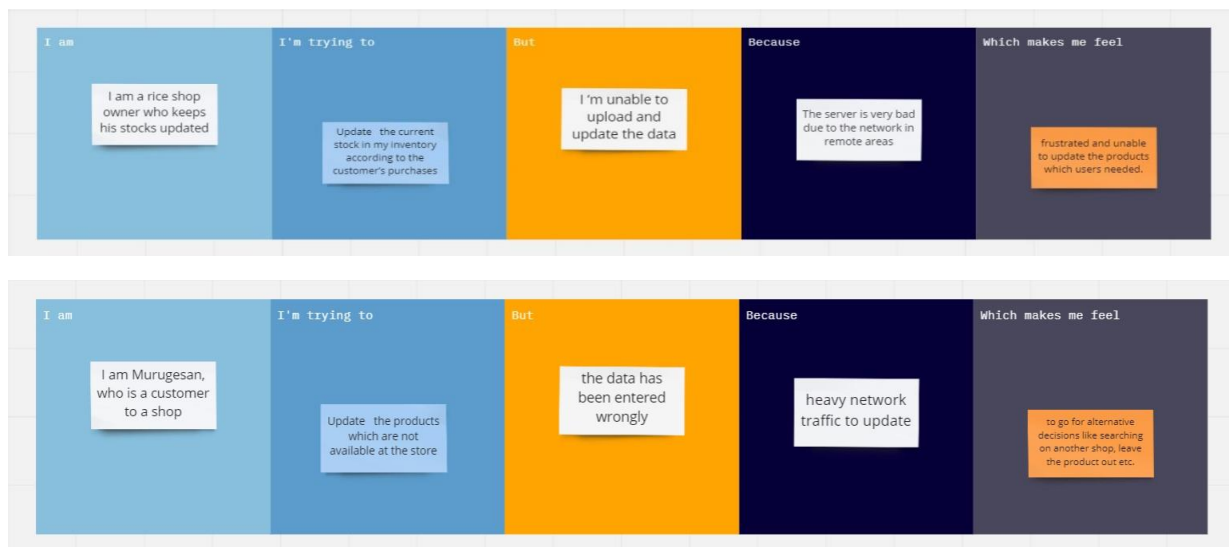 I am
I'm trying to
But
Because
Which makes me feel
I am a rice shop
owner who keeps
his stocks updated
Update the current
stock in my inventory
according to the
customer's purchases
I 'm unable to
upload and
update the data
The server is very bad
due to the network in
remote areas
frustrated and unable
to update the products
which users needed.
I am
I'm trying to
But
Because
Which makes me feel
I am Murugesan,
who is a customer
to a shop
Update the products
which are not
available at the store
the data has
been entered
wrongly
heavy network
traffic to update
to go for alternative
decisions like searching
on another shop, leave
the product out etc.